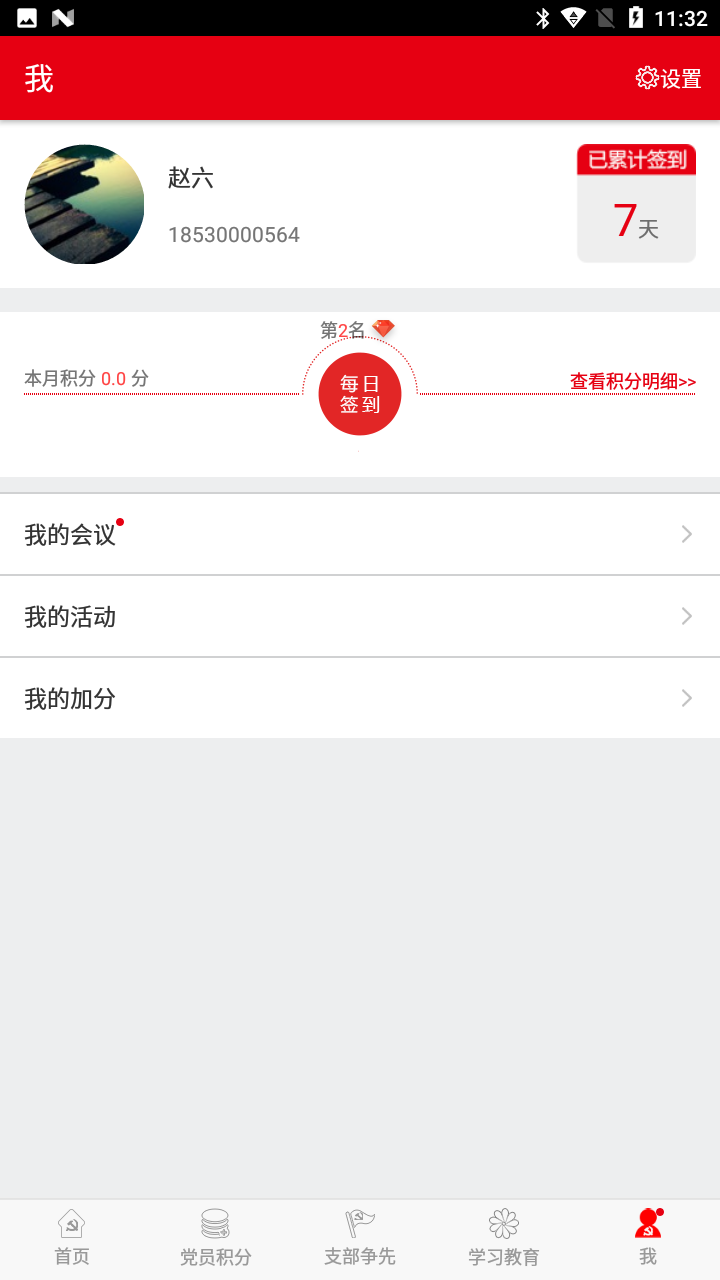 11:32
我
设置
赵六
18530000564
已累计签到
7天
第2名
本月积分 0.0 分
每日
签到
查看积分明细>>
我的会议
我的活动
我的加分
首页
党员积分
支部争先
学习教育
我